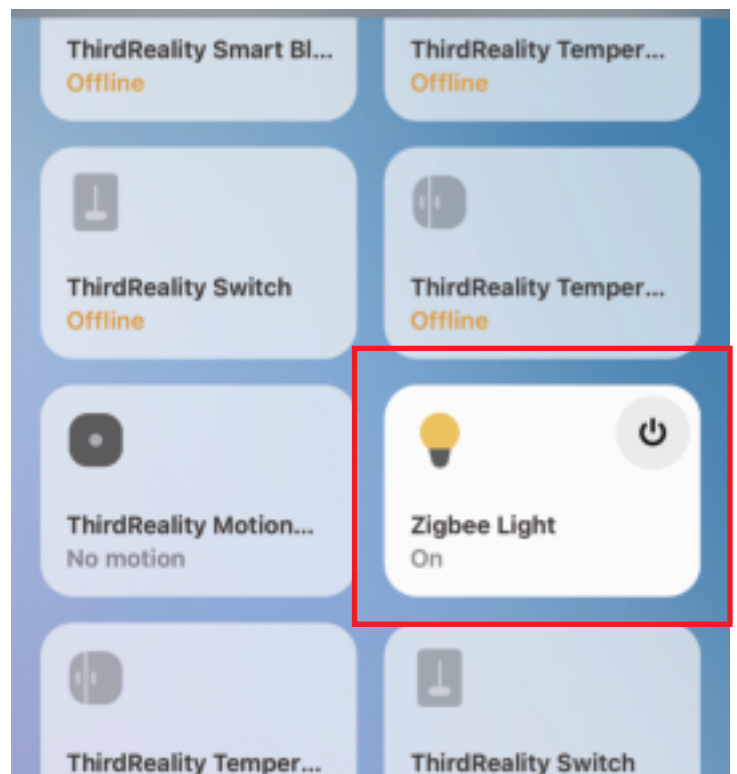 ThirdReality Smart Bl...
Offline
ThirdReality Temper...
Offline
ThirdReality Switch
Offline
ThirdReality Temper...
Offline
ThirdReality Motion...
No motion
Zigbee Light
On
ThirdReality Temper...
ThirdReality Switch